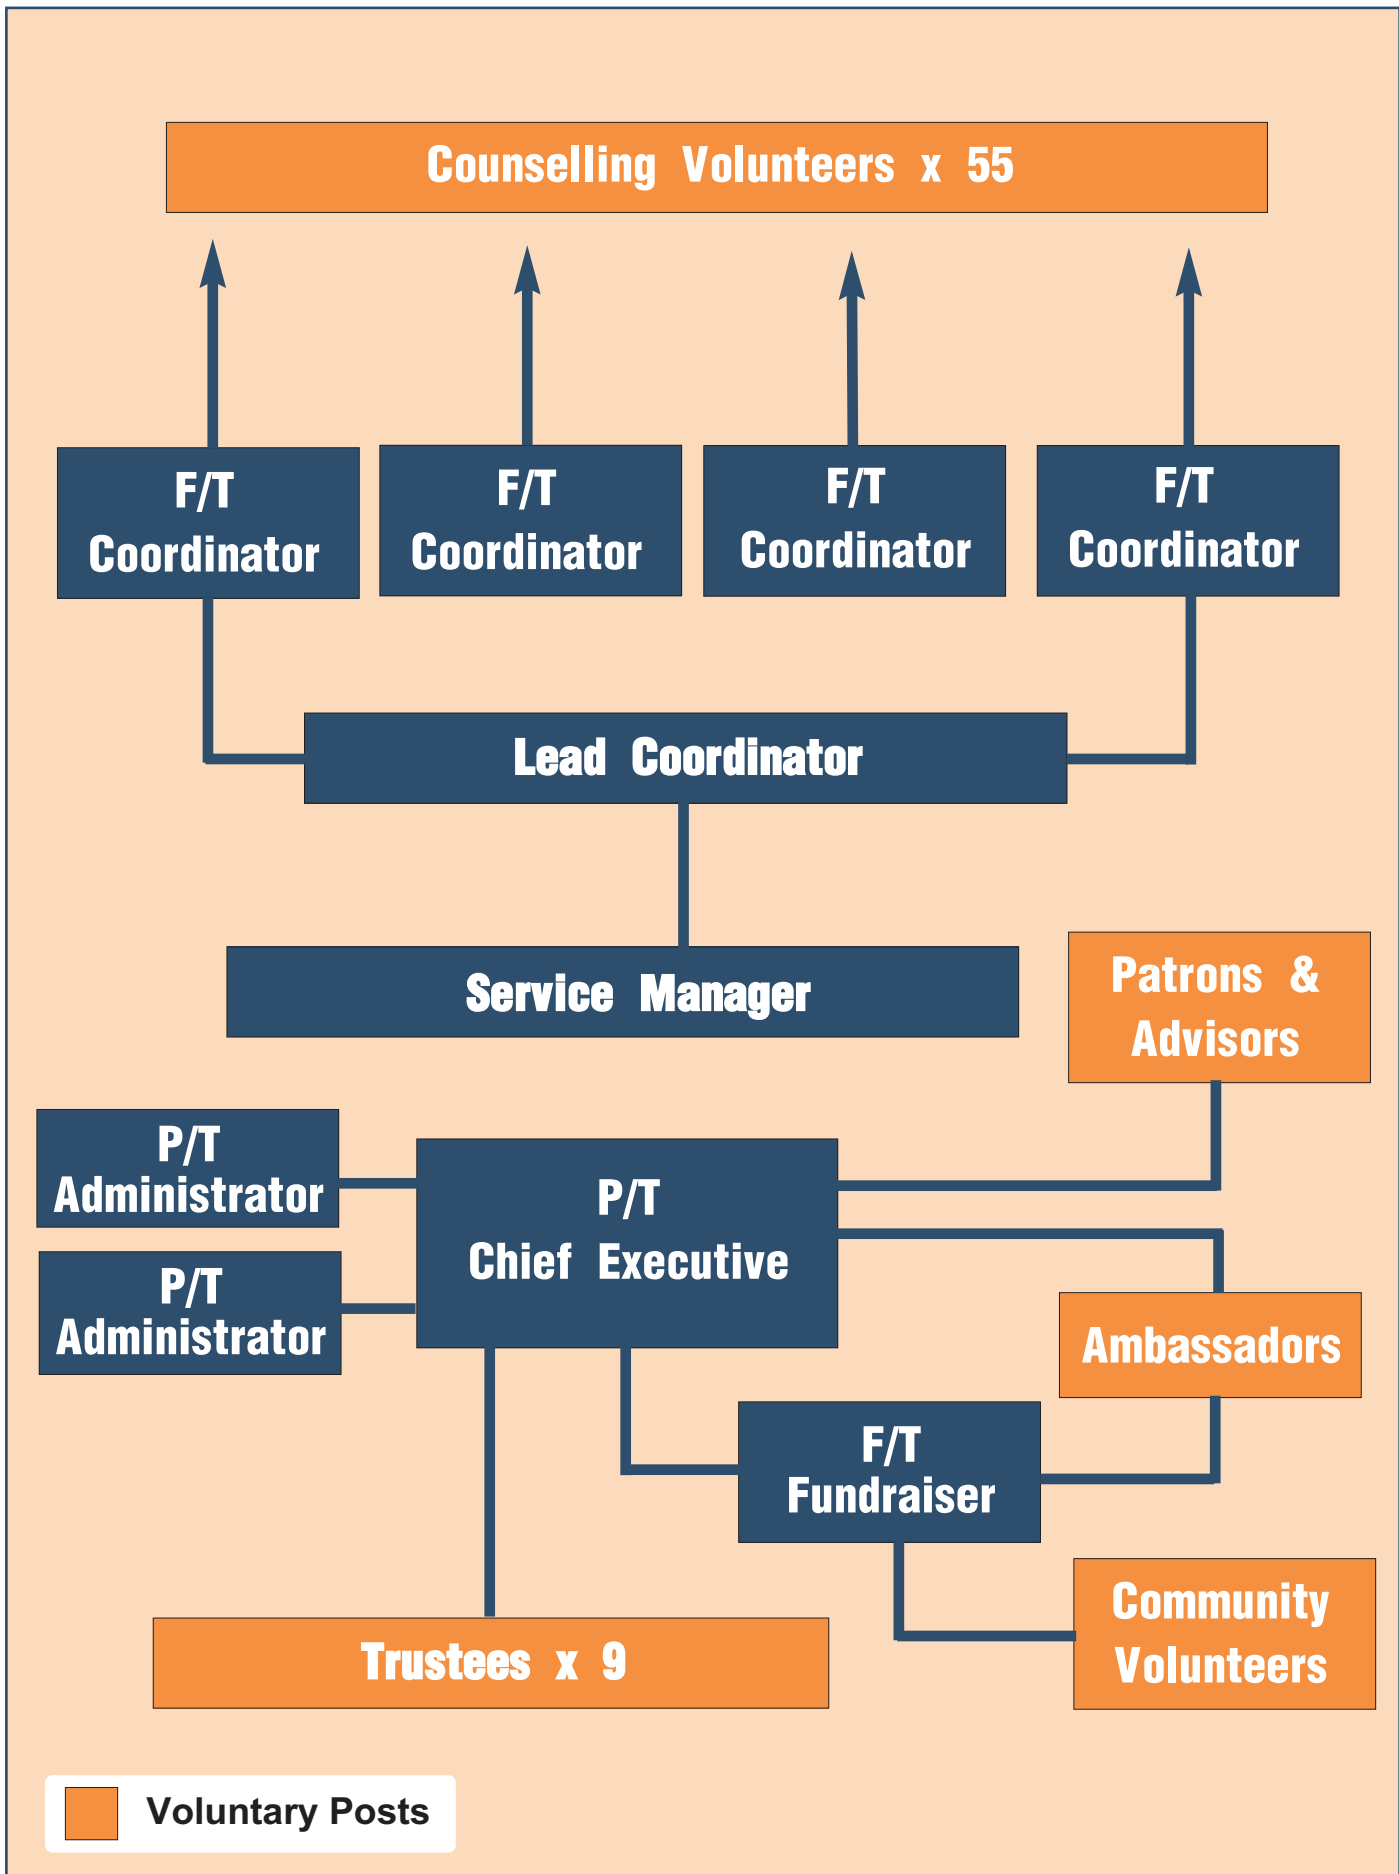 Counselling Volunteers x 55
F/T
Coordinator
F/T
Coordinator
F/T
Coordinator
F/T
Coordinator
Lead Coordinator
Service Manager
Patrons &
Advisors
P/T
Administrator
P/T
Chief Executive
P/T
Administrator
Ambassadors
F/T
Fundraiser
Community
Volunteers
Trustees x 9
Voluntary Posts